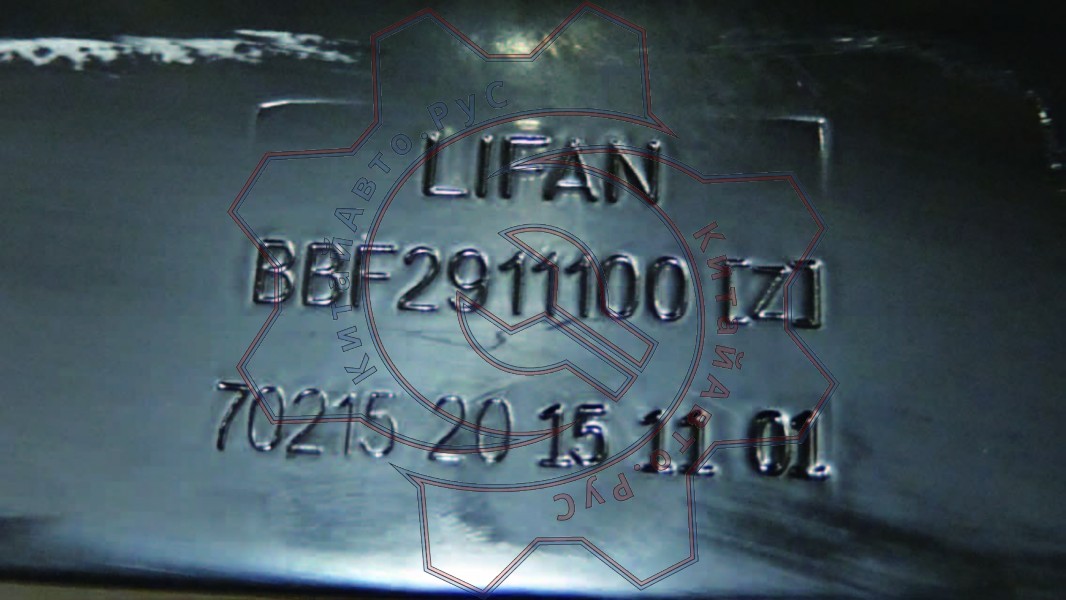 LIFAN
BBF2911100 [Z]
70215 20 15 11 01
КитайАвто Рус
КитайАвто Рус